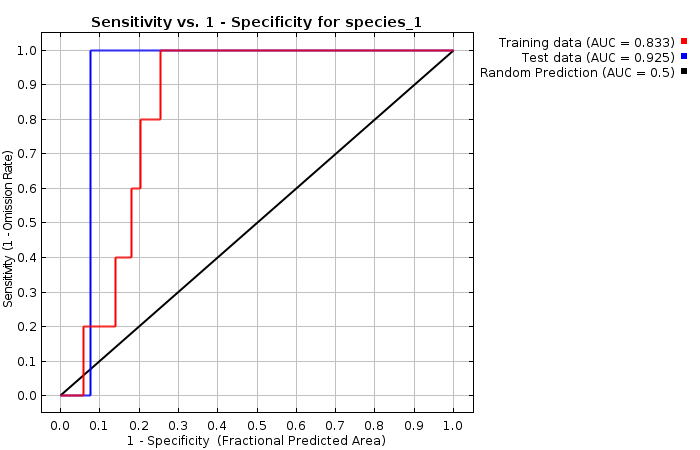 Sensitivity vs. 1 - Specificity for species_1
Training data (AUC = 0.833)
Test data (AUC = 0.925)
Random Prediction (AUC = 0.5)
Sensitivity (1 - Omission Rate)
1.0
0.9
0.8
0.7
0.6
0.5
0.4
0.3
0.2
0.1
0.0
0.0 0.1 0.2 0.3 0.4 0.5 0.6 0.7 0.8 0.9 1.0
1 - Specificity (Fractional Predicted Area)